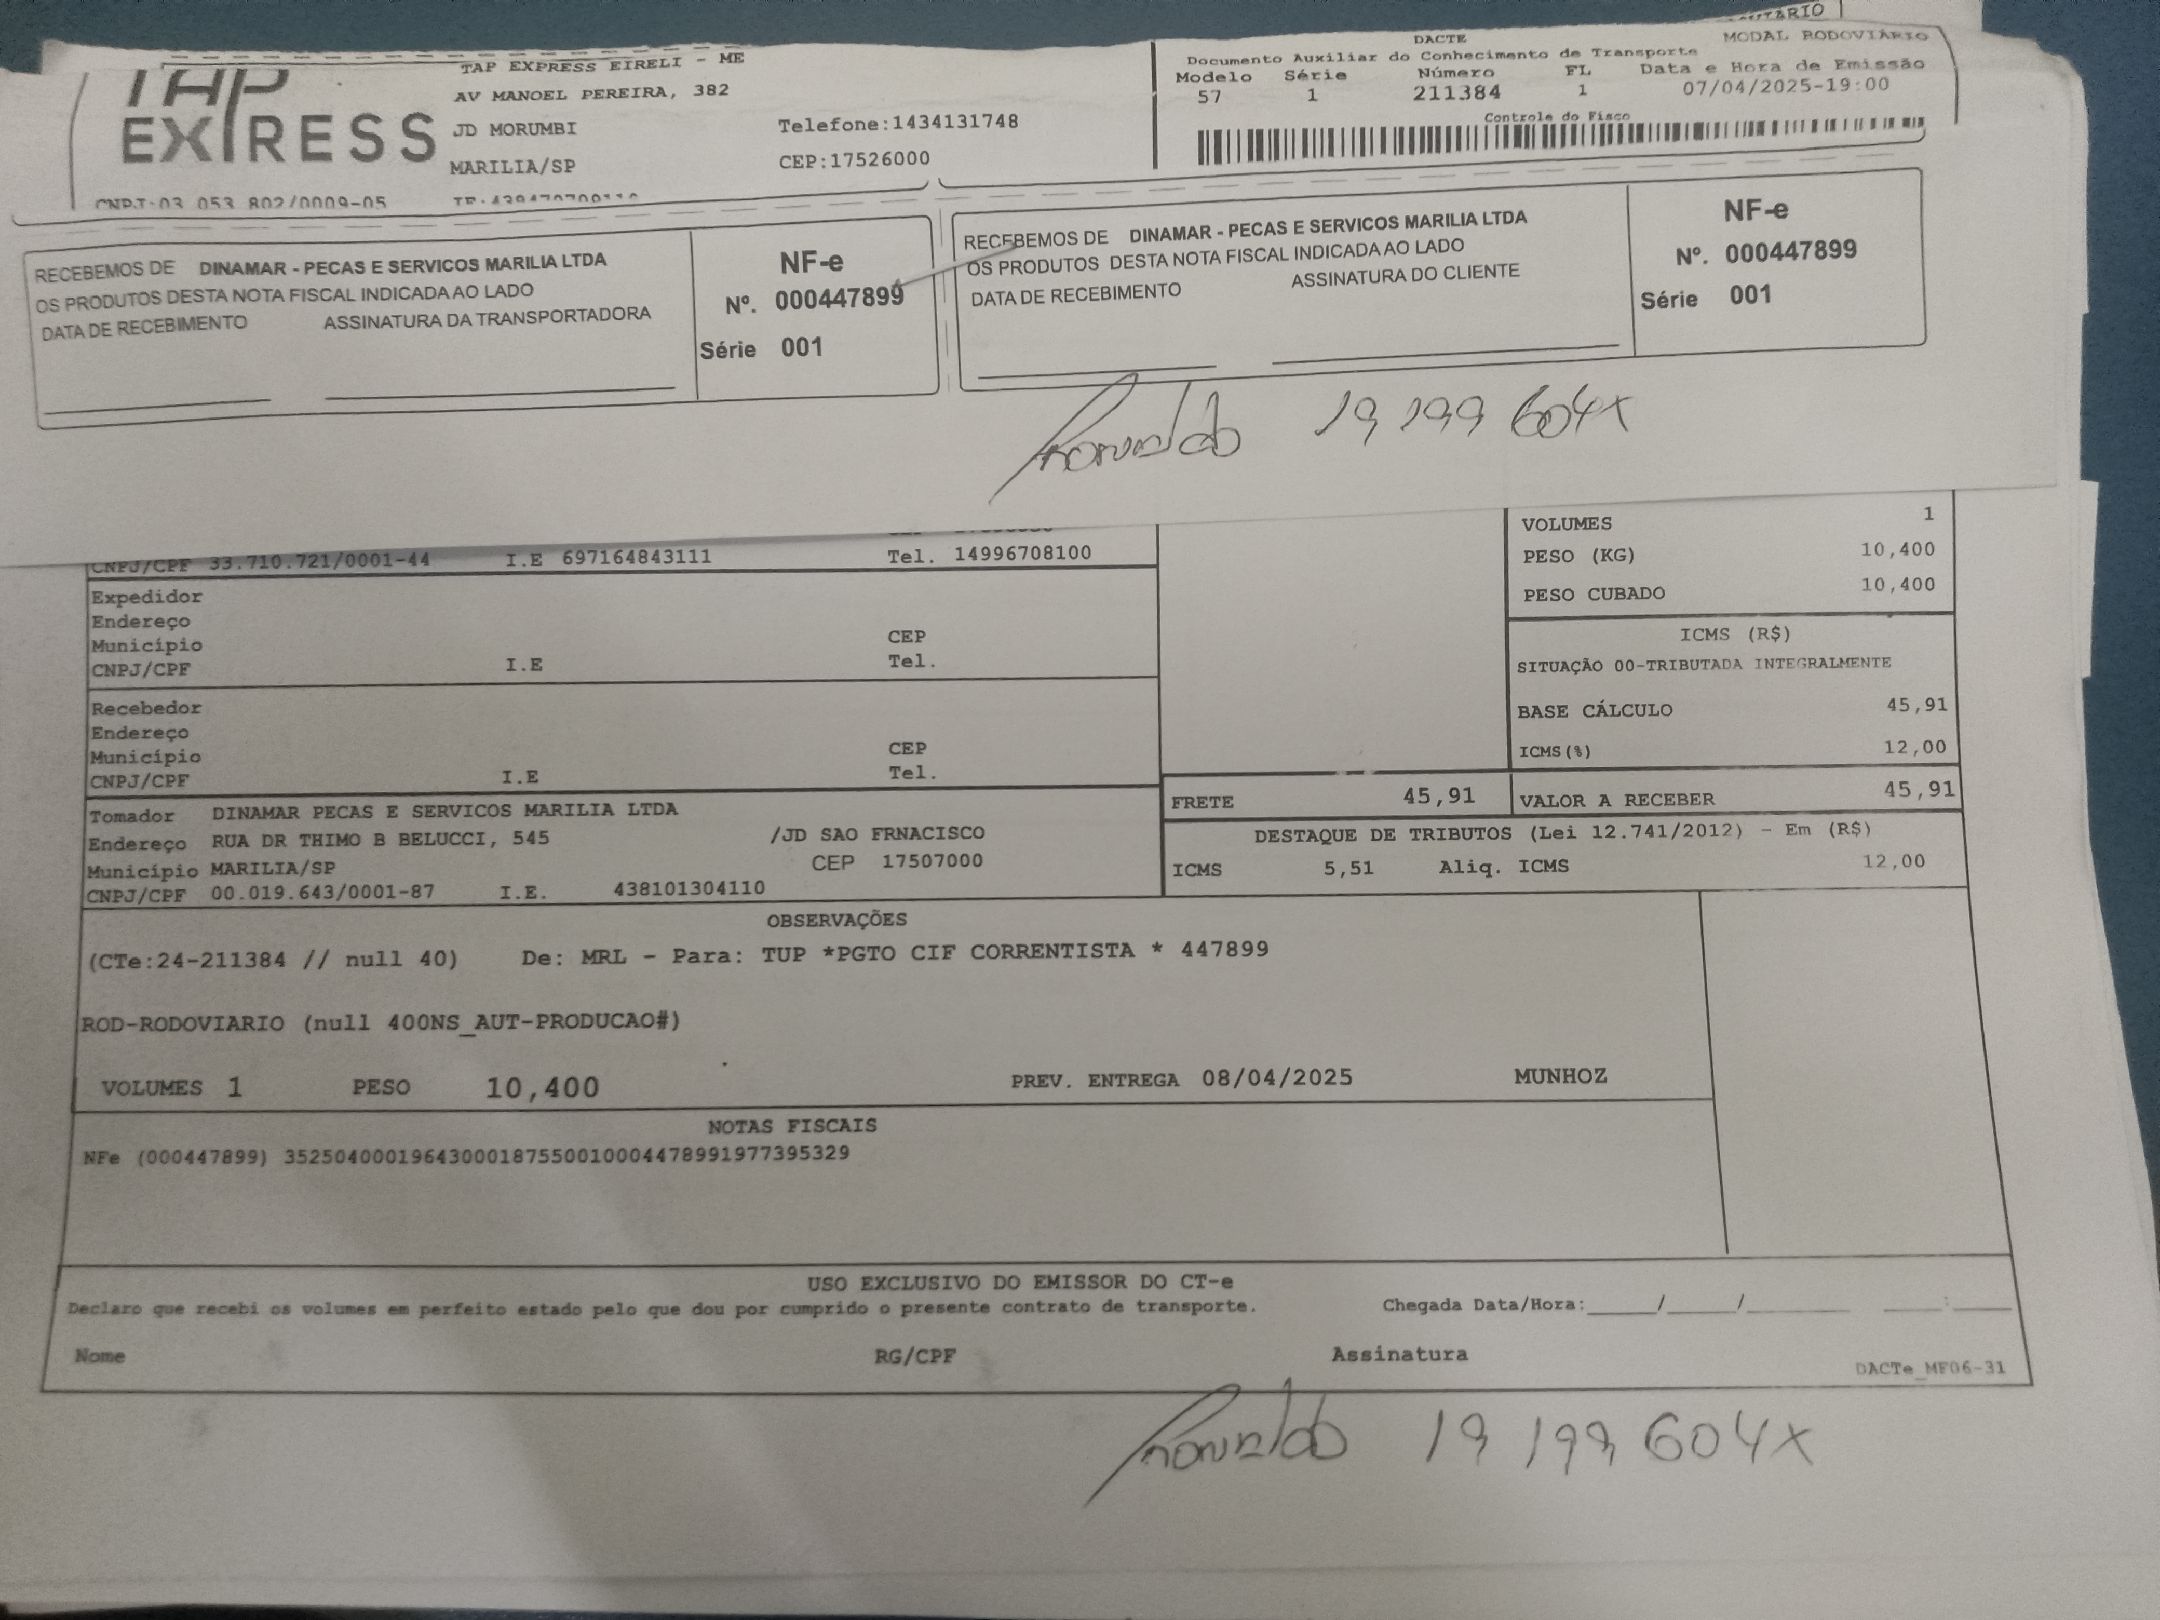 MODAL RODOVIÁRIO
TAP EXPRESS
TAP EXPRESS EIRELI - ME
AV MANOEL PEREIRA, 382
JD MORUMBI
Telefone:1434131748
MARILIA/SP
CEP:17526000
CNPJ:03 053 802/0009-05
DACTE
Documento Auxiliar do Conhecimento de Transporte
Modelo Série Número FL Data e Hora de Emissão
57 1 211384 1 07/04/2025-19:00
Controle do Fisco
RECEBEMOS DE DINAMAR - PECAS E SERVICOS MARILIA LTDA
OS PRODUTOS DESTA NOTA FISCAL INDICADA AO LADO
DATA DE RECEBIMENTO ASSINATURA DA TRANSPORTADORA
NF-e
Nº. 000447899
Série 001
RECEBEMOS DE DINAMAR - PECAS E SERVICOS MARILIA LTDA
OS PRODUTOS DESTA NOTA FISCAL INDICADA AO LADO
DATA DE RECEBIMENTO ASSINATURA DO CLIENTE
NF-e
Nº. 000447899
Série 001
19 199 604x
CNPJ/CPF 33.710.721/0001-44 I.E 697164843111 Tel. 14996708100
Expedidor
Endereço
Município CEP
CNPJ/CPF I.E Tel.
Recebedor
Endereço
Município CEP
CNPJ/CPF I.E Tel.
Tomador DINAMAR PECAS E SERVICOS MARILIA LTDA
Endereço RUA DR THIMO B BELUCCI, 545 /JD SAO FRNACISCO
Município MARILIA/SP CEP 17507000
CNPJ/CPF 00.019.643/0001-87 I.E. 438101304110
VOLUMES 1
PESO (KG) 10,400
PESO CUBADO 10,400
ICMS (R$)
SITUAÇÃO 00-TRIBUTADA INTEGRALMENTE
BASE CÁLCULO 45,91
ICMS(%) 12,00
FRETE 45,91 VALOR A RECEBER 45,91
DESTAQUE DE TRIBUTOS (Lei 12.741/2012) - Em (R$)
ICMS 5,51 Aliq. ICMS 12,00
OBSERVAÇÕES
(CTe:24-211384 // null 40) De: MRL - Para: TUP *PGTO CIF CORRENTISTA * 447899
ROD-RODOVIARIO (null 400NS_AUT-PRODUCAO#)
VOLUMES 1 PESO 10,400 PREV. ENTREGA 08/04/2025 MUNHOZ
NOTAS FISCAIS
NFe (000447899) 35250400019643000187550010004478991977395329
USO EXCLUSIVO DO EMISSOR DO CT-e
Declaro que recebi os volumes em perfeito estado pelo que dou por cumprido o presente contrato de transporte. Chegada Data/Hora:_____/_____/_______ ____:____
Nome RG/CPF Assinatura
DACTe_MF06-31
19 199 604x